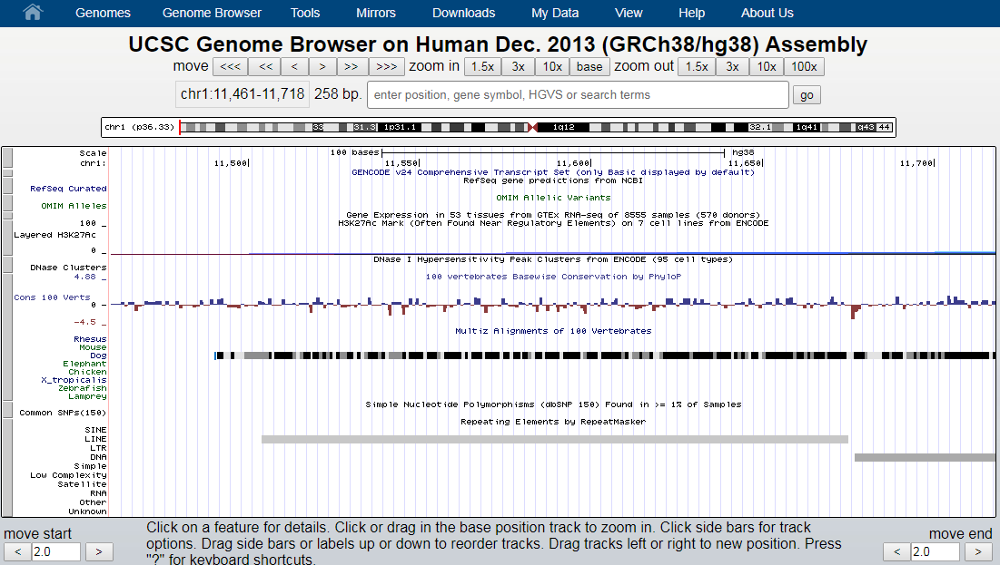 Genomes Genome Browser Tools Mirrors Downloads My Data View Help About Us
UCSC Genome Browser on Human Dec. 2013 (GRCh38/hg38) Assembly
move <<< << < > >> >>> zoom in 1.5x 3x 10x base zoom out 1.5x 3x 10x 100x
chr1:11,461-11,718 258 bp. enter position, gene symbol, HGVS or search terms go
chr1 (p36.33) 33 31.3 1p31.1 1q12 32.1 1q41 q43 44
Scale 100 bases hg38
chr1: 11,500 11,550 11,600 11,650 11,700
GENCODE v24 Comprehensive Transcript Set (only Basic displayed by default)
RefSeq gene predictions from NCBI
RefSeq Curated
OMIM Allelic Variants
OMIM Alleles
Gene Expression in 53 tissues from GTEx RNA-seq of 8555 samples (570 donors)
H3K27Ac Mark (Often Found Near Regulatory Elements) on 7 cell lines from ENCODE
100 _
Layered H3K27Ac
0 _
DNase I Hypersensitivity Peak Clusters from ENCODE (95 cell types)
DNase Clusters
100 vertebrates Basewise Conservation by PhyloP
4.88 _
Cons 100 Verts
0 -
-4.5 _
Multiz Alignments of 100 Vertebrates
Rhesus
Mouse
Dog
Elephant
Chicken
X_tropicalis
Zebrafish
Lamprey
Simple Nucleotide Polymorphisms (dbSNP 150) Found in >= 1% of Samples
Common SNPs(150)
Repeating Elements by RepeatMasker
SINE
LINE
LTR
DNA
Simple
Low Complexity
Satellite
RNA
Other
Unknown
move start
< 2.0 >
Click on a feature for details. Click or drag in the base position track to zoom in. Click side bars for track
options. Drag side bars or labels up or down to reorder tracks. Drag tracks left or right to new position. Press
"?" for keyboard shortcuts.
move end
< 2.0 >